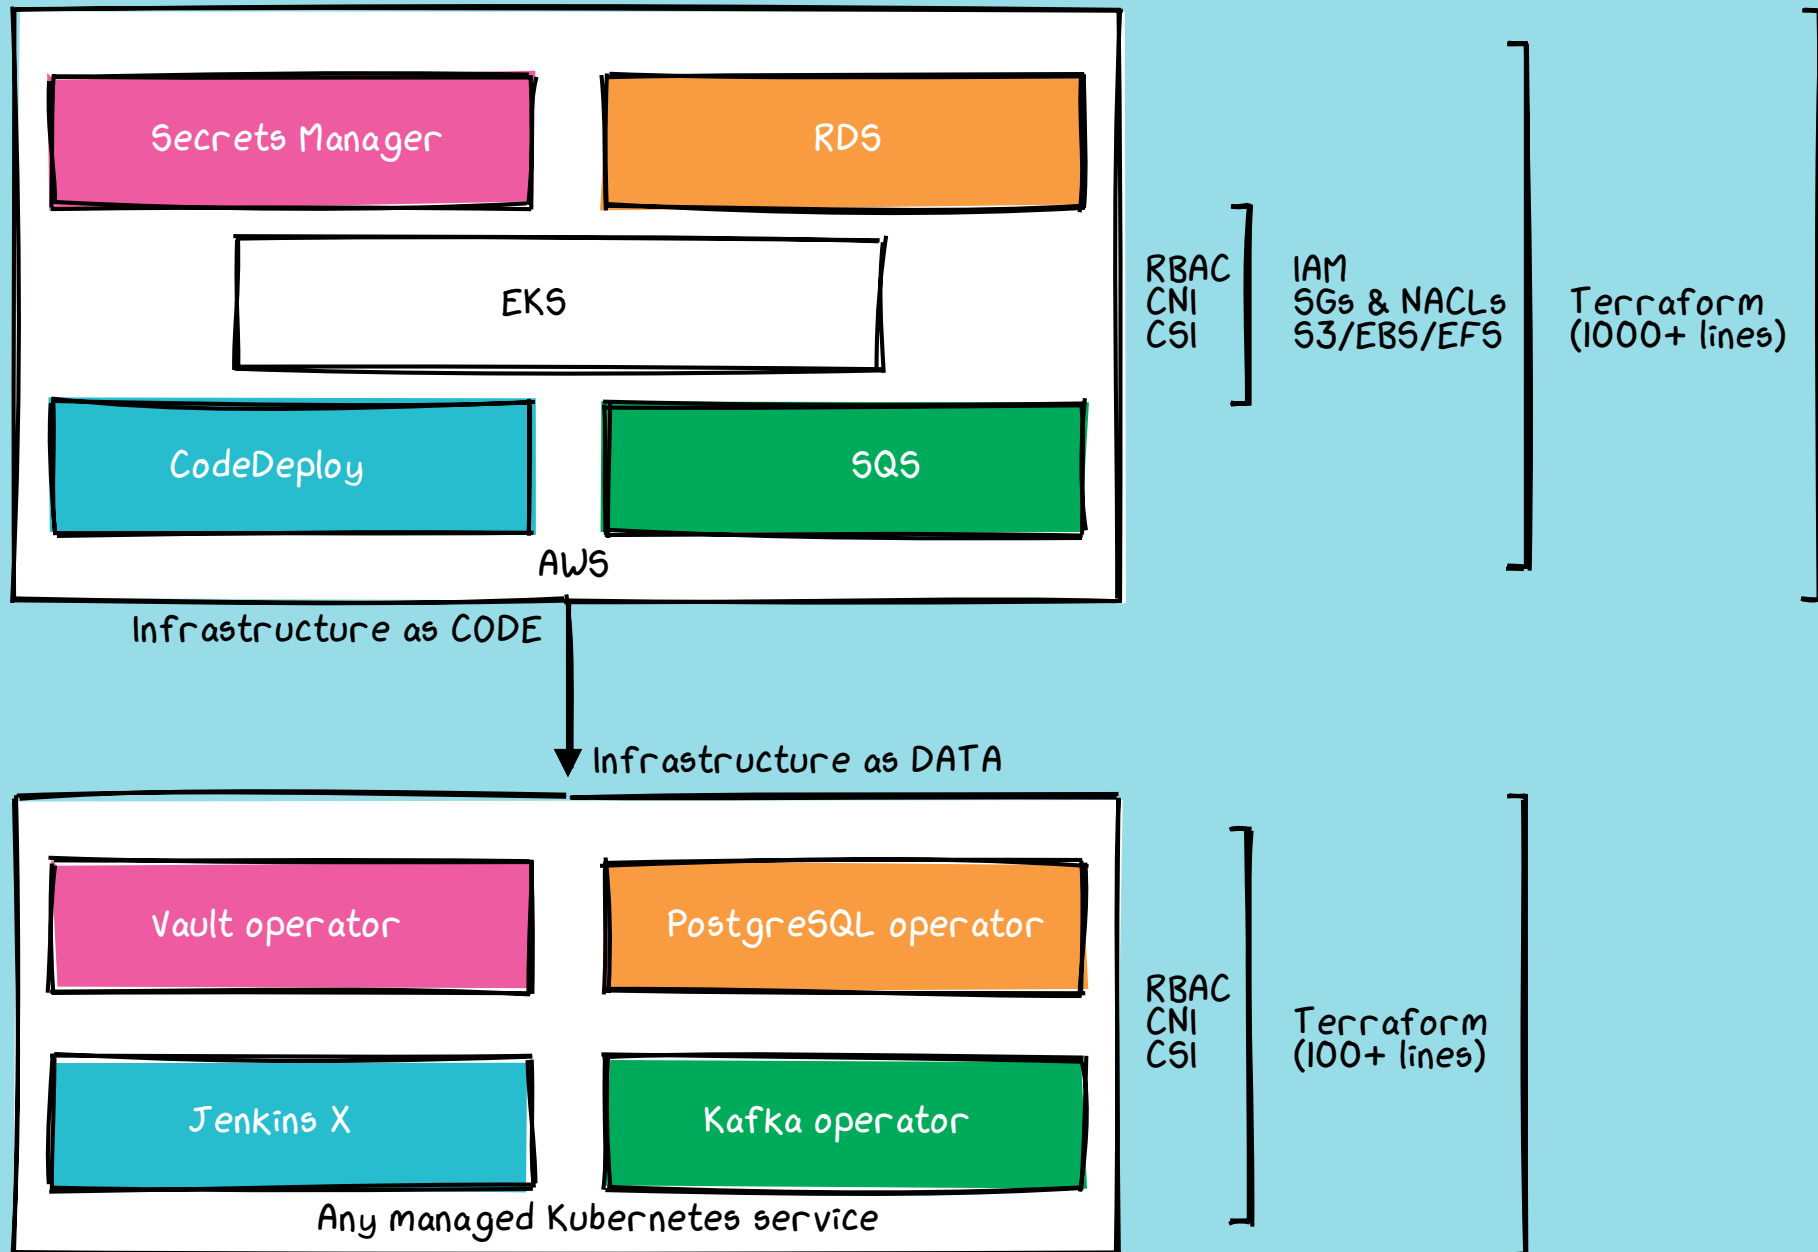 Secrets Manager
RDS
EKS
RBAC
CNI
CSI
IAM
SGs & NACLs
S3/EBS/EFS
Terraform
(1000+ lines)
CodeDeploy
SQS
AWS
Infrastructure as CODE
Infrastructure as DATA
Vault operator
PostgreSQL operator
RBAC
CNI
CSI
Terraform
(100+ lines)
Jenkins X
Kafka operator
Any managed Kubernetes service